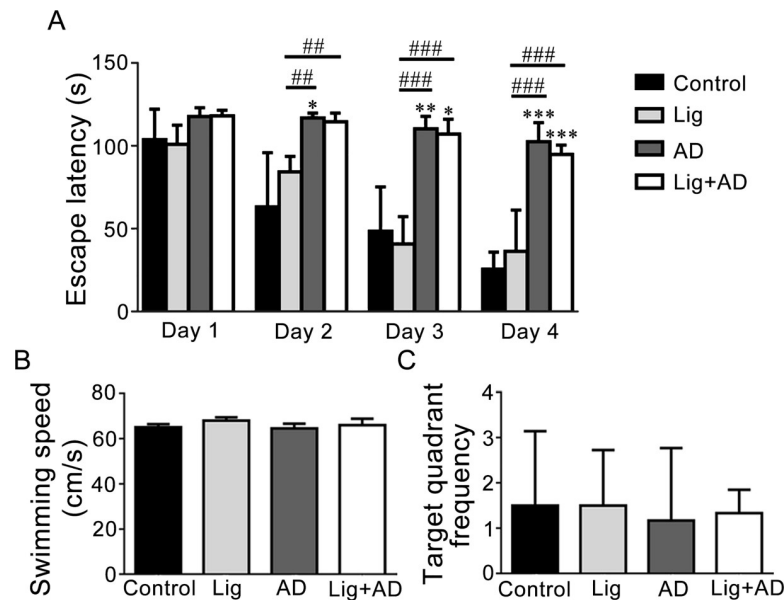 A
Escape latency (s)
150
100
50
0
## ### ###
## ### ###
* ** * *** ***
Day 1 Day 2 Day 3 Day 4
Control
Lig
AD
Lig+AD
B
Swimming speed
(cm/s)
80
60
40
20
0
Control Lig AD Lig+AD
C
Target quadrant
frequency
4
3
2
1
0
Control Lig AD Lig+AD